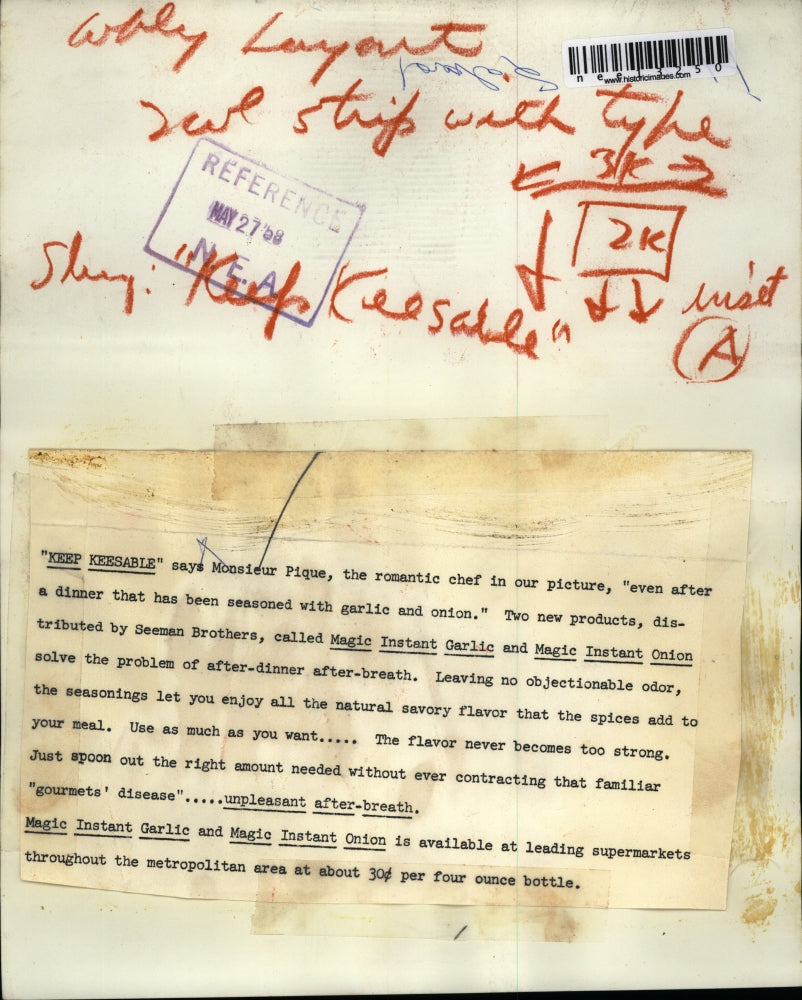 wkly Layout
nee13250
www.historicimages.com
2 col strip with type
3K
REFERENCE
MAY 27 '58
N.E.A.
2K
Slug: "Keep Keesable"
inset
A
"KEEP KEESABLE" says Monsieur Pique, the romantic chef in our picture, "even after
a dinner that has been seasoned with garlic and onion." Two new products, dis-
tributed by Seeman Brothers, called Magic Instant Garlic and Magic Instant Onion
solve the problem of after-dinner after-breath. Leaving no objectionable odor,
the seasonings let you enjoy all the natural savory flavor that the spices add to
your meal. Use as much as you want..... The flavor never becomes too strong.
Just spoon out the right amount needed without ever contracting that familiar
"gourmets' disease".....unpleasant after-breath.
Magic Instant Garlic and Magic Instant Onion is available at leading supermarkets
throughout the metropolitan area at about 30¢ per four ounce bottle.